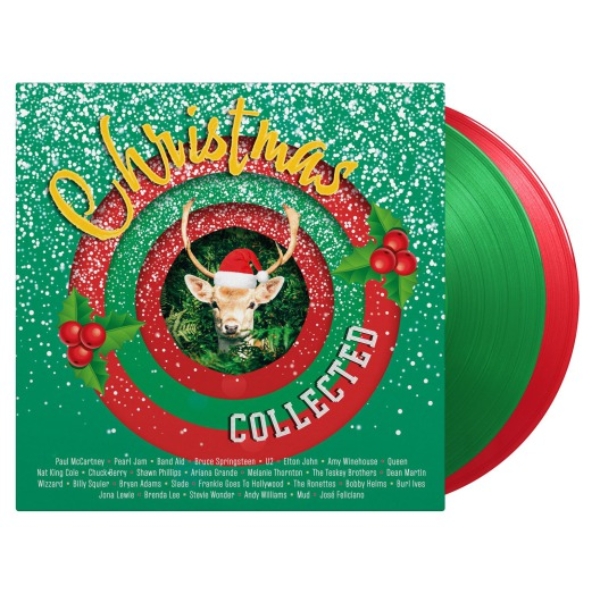 Christmas
COLLECTED
Paul McCartney • Pearl Jam • Band Aid • Bruce Springsteen • U2 • Elton John • Amy Winehouse • Queen
Nat King Cole • Chuck Berry • Shawn Phillips • Ariana Grande • Melanie Thornton • The Teskey Brothers • Dean Martin
Wizzard • Billy Squier • Bryan Adams • Slade • Frankie Goes To Hollywood • The Ronettes • Bobby Helms • Burl Ives
Jona Lewie • Brenda Lee • Stevie Wonder • Andy Williams • Mud • José Feliciano